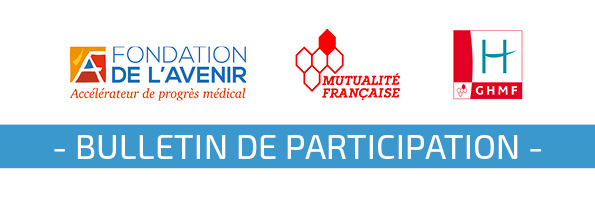 FONDATION
DE L'AVENIR
Accélérateur de progrès médical
MUTUALITÉ
FRANÇAISE
H
GHMF
- BULLETIN DE PARTICIPATION -